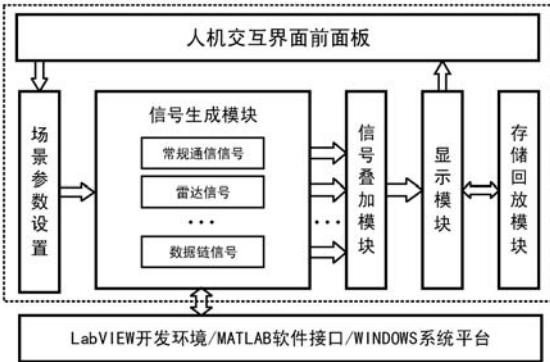 人机交互界面前面板
场景参数设置
信号生成模块
常规通信信号
雷达信号
...
数据链信号
...
信号叠加模块
显示模块
存储回放模块
LabVIEW开发环境/MATLAB软件接口/WINDOWS系统平台